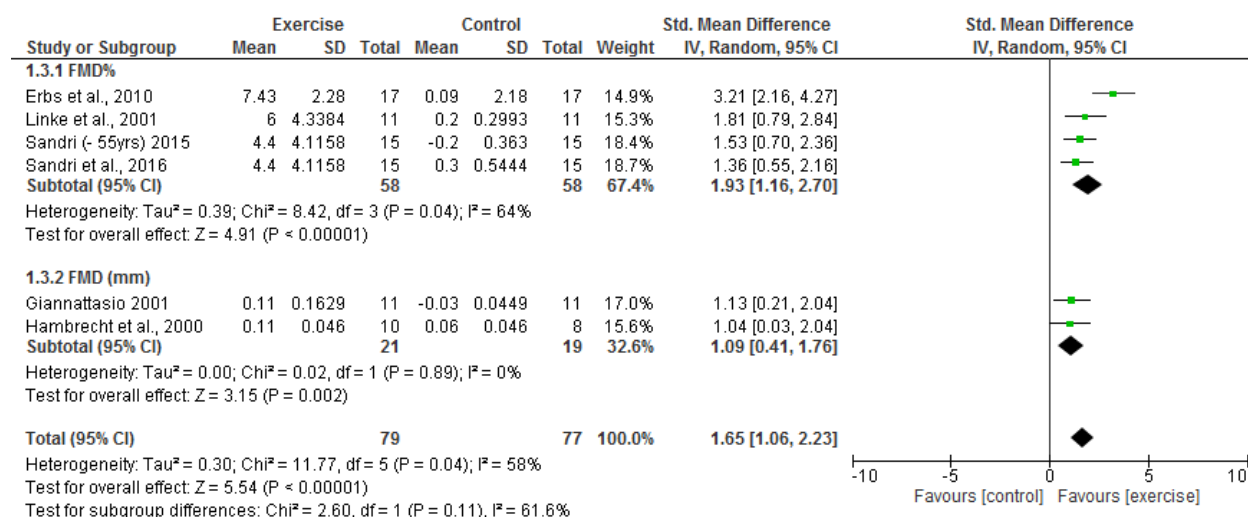 Exercise Control Std. Mean Difference Std. Mean Difference
Study or Subgroup Mean SD Total Mean SD Total Weight IV, Random, 95% CI IV, Random, 95% CI
1.3.1 FMD%
Erbs et al., 2010 7.43 2.28 17 0.09 2.18 17 14.9% 3.21 [2.16, 4.27]
Linke et al., 2001 6 4.3384 11 0.2 0.2993 11 15.3% 1.81 [0.79, 2.84]
Sandri (- 55yrs) 2015 4.4 4.1158 15 -0.2 0.363 15 18.4% 1.53 [0.70, 2.36]
Sandri et al., 2016 4.4 4.1158 15 0.3 0.5444 15 18.7% 1.36 [0.55, 2.16]
Subtotal (95% CI) 58 58 67.4% 1.93 [1.16, 2.70]
Heterogeneity: Tau² = 0.39; Chi² = 8.42, df = 3 (P = 0.04); I² = 64%
Test for overall effect: Z = 4.91 (P < 0.00001)
1.3.2 FMD (mm)
Giannattasio 2001 0.11 0.1629 11 -0.03 0.0449 11 17.0% 1.13 [0.21, 2.04]
Hambrecht et al., 2000 0.11 0.046 10 0.06 0.046 8 15.6% 1.04 [0.03, 2.04]
Subtotal (95% CI) 21 19 32.6% 1.09 [0.41, 1.76]
Heterogeneity: Tau² = 0.00; Chi² = 0.02, df = 1 (P = 0.89); I² = 0%
Test for overall effect: Z = 3.15 (P = 0.002)
Total (95% CI) 79 77 100.0% 1.65 [1.06, 2.23]
Heterogeneity: Tau² = 0.30; Chi² = 11.77, df = 5 (P = 0.04); I² = 58%
Test for overall effect: Z = 5.54 (P < 0.00001)
Test for subgroup differences: Chi² = 2.60, df = 1 (P = 0.11), I² = 61.6%
-10 -5 0 5 10
Favours [control] Favours [exercise]